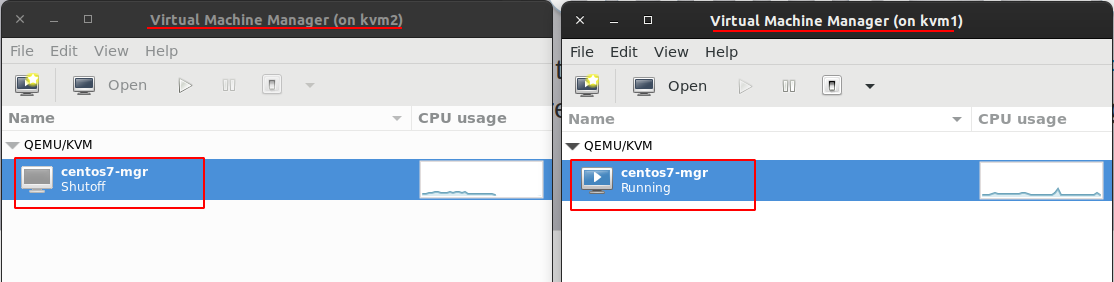 Virtual Machine Manager (on kvm2)
File Edit View Help
Open
Name CPU usage
QEMU/KVM
centos7-mgr
Shutoff
Virtual Machine Manager (on kvm1)
File Edit View Help
Open
Name CPU usage
QEMU/KVM
centos7-mgr
Running